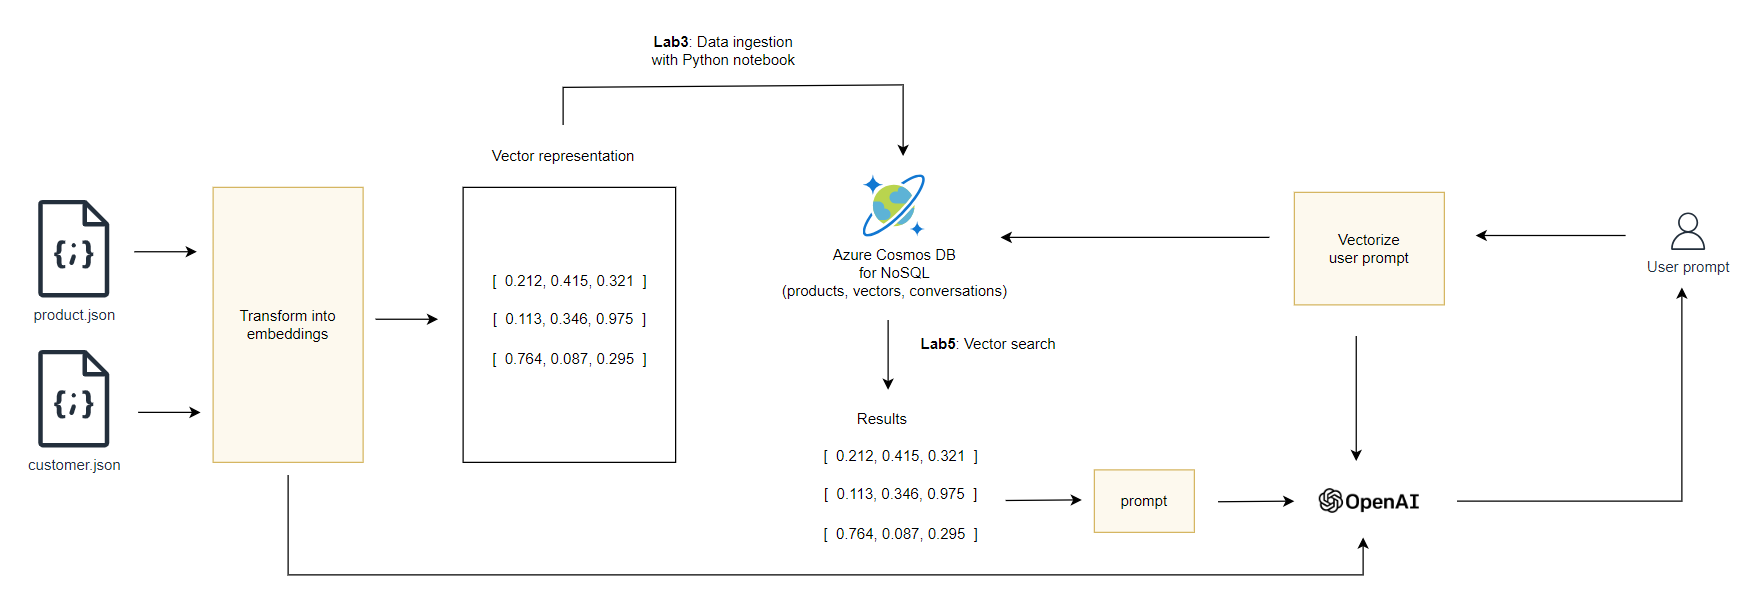 Lab3: Data ingestion
with Python notebook
Vector representation
product.json
customer.json
Transform into
embeddings
[ 0.212, 0.415, 0.321 ]
[ 0.113, 0.346, 0.975 ]
[ 0.764, 0.087, 0.295 ]
Azure Cosmos DB
for NoSQL
(products, vectors, conversations)
Lab5: Vector search
Results
[ 0.212, 0.415, 0.321 ]
[ 0.113, 0.346, 0.975 ]
[ 0.764, 0.087, 0.295 ]
prompt
Vectorize
user prompt
User prompt
OpenAI